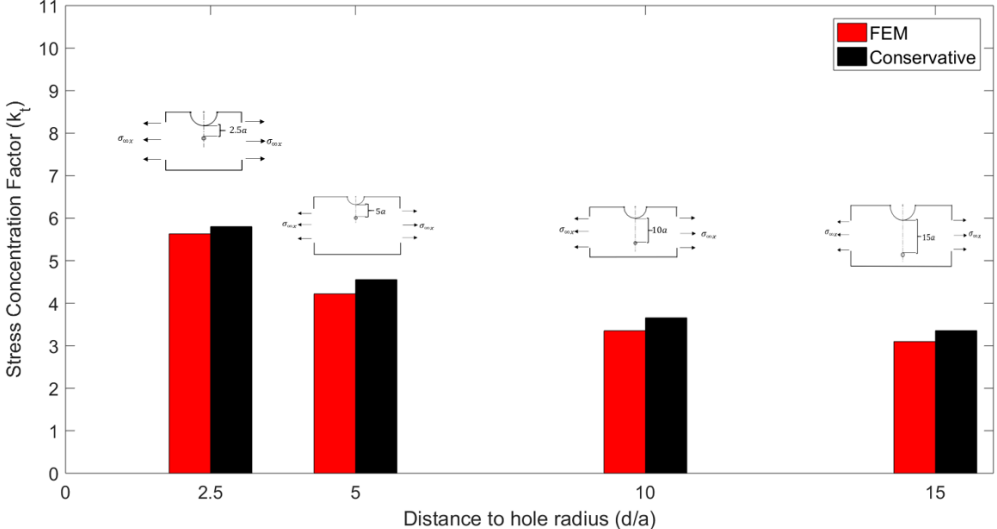 11
10
9
8
7
6
5
4
3
2
1
0
Stress Concentration Factor (kt)
FEM
Conservative
σ∞x
2.5a
σ∞x
σ∞x
5a
σ∞x
σ∞x
10a
σ∞x
σ∞x
15a
σ∞x
0
2.5
5
10
15
Distance to hole radius (d/a)